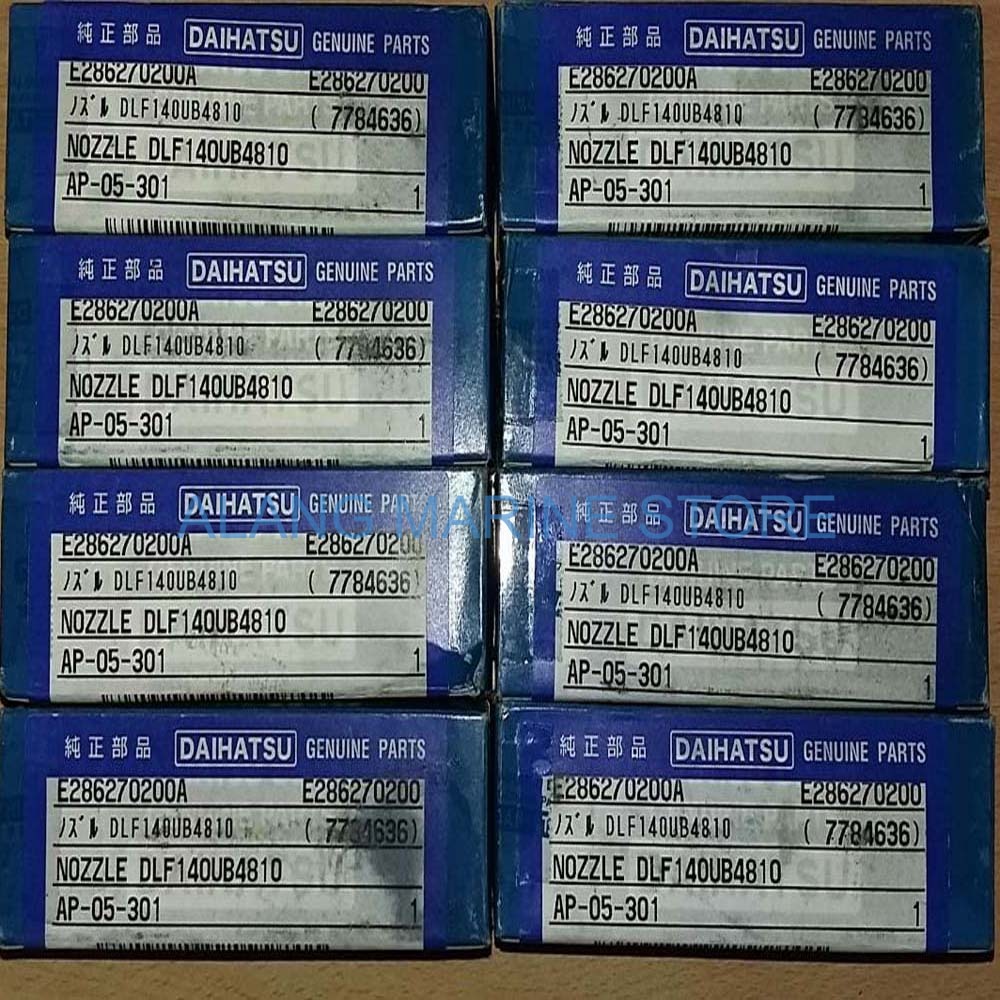 純正部品 DAIHATSU GENUINE PARTS
E286270200A E286270200
ノズル DLF140UB4810 ( 7784636)
NOZZLE DLF140UB4810
AP-05-301 1
純正部品 DAIHATSU GENUINE PARTS
E286270200A E286270200
ノズル DLF140UB4810 ( 7784636)
NOZZLE DLF140UB4810
AP-05-301 1
純正部品 DAIHATSU GENUINE PARTS
E286270200A E286270200
ノズル DLF140UB4810 ( 7784636)
NOZZLE DLF140UB4810
AP-05-301 1
純正部品 DAIHATSU GENUINE PARTS
E286270200A E286270200
ノズル DLF140UB4810 ( 7784636)
NOZZLE DLF140UB4810
AP-05-301 1
純正部品 DAIHATSU GENUINE PARTS
E286270200A E286270200
ノズル DLF140UB4810 ( 7784636)
NOZZLE DLF140UB4810
AP-05-301 1
純正部品 DAIHATSU GENUINE PARTS
ALANG MARINE STORE
E286270200A E286270200
ノズル DLF140UB4810 ( 7784636)
NOZZLE DLF140UB4810
AP-05-301 1
純正部品 DAIHATSU GENUINE PARTS
E286270200A E286270200
ノズル DLF140UB4810 ( 7784636)
NOZZLE DLF140UB4810
AP-05-301 1
純正部品 DAIHATSU GENUINE PARTS
E286270200A E286270200
ノズル DLF140UB4810 ( 7784636)
NOZZLE DLF140UB4810
AP-05-301 1